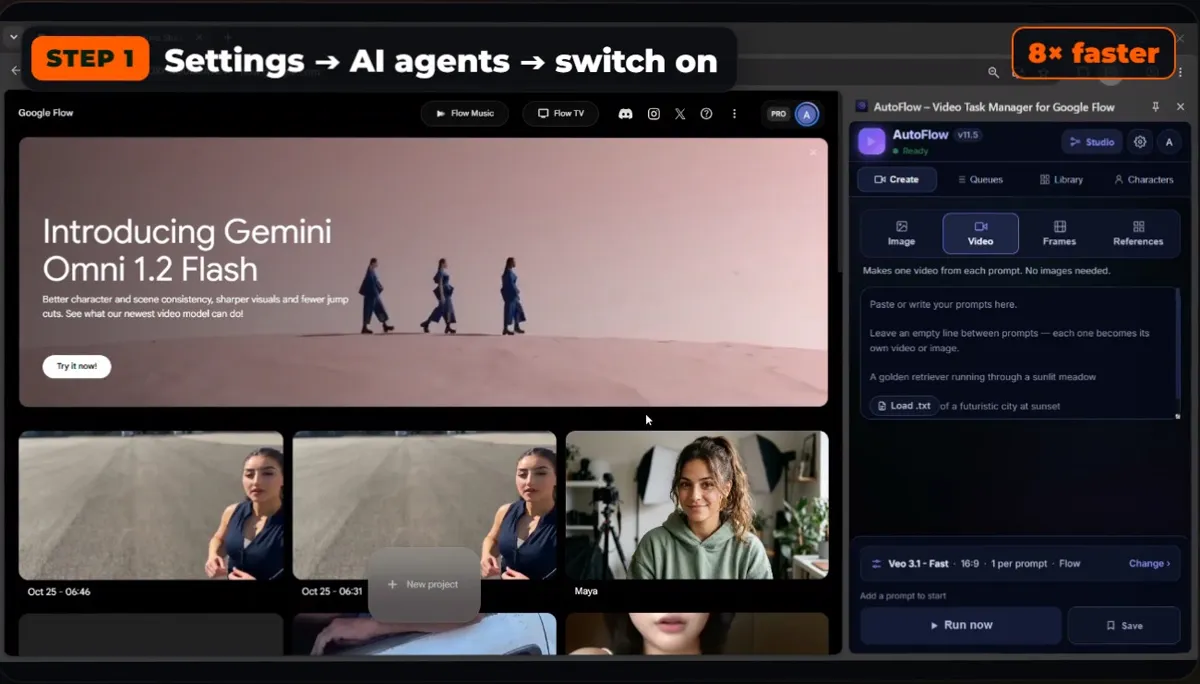 STEP 1 Settings → AI agents → switch on
8× faster
Google Flow
Flow Music
Flow TV
PRO
A
Introducing Gemini
Omni 1.2 Flash
Better character and scene consistency, sharper visuals and fewer jump
cuts. See what our newest video model can do!
Try it now!
Oct 25 - 06:46
Oct 25 - 06:31
Maya
+ New project
AutoFlow – Video Task Manager for Google Flow
AutoFlow v11.5
Ready
Studio
A
Create
Queues
Library
Characters
Image
Video
Frames
References
Makes one video from each prompt. No images needed.
Paste or write your prompts here.
Leave an empty line between prompts — each one becomes its
own video or image.
A golden retriever running through a sunlit meadow
Load .txt of a futuristic city at sunset
Veo 3.1 - Fast · 16:9 · 1 per prompt · Flow
Change ›
Add a prompt to start
Run now
Save